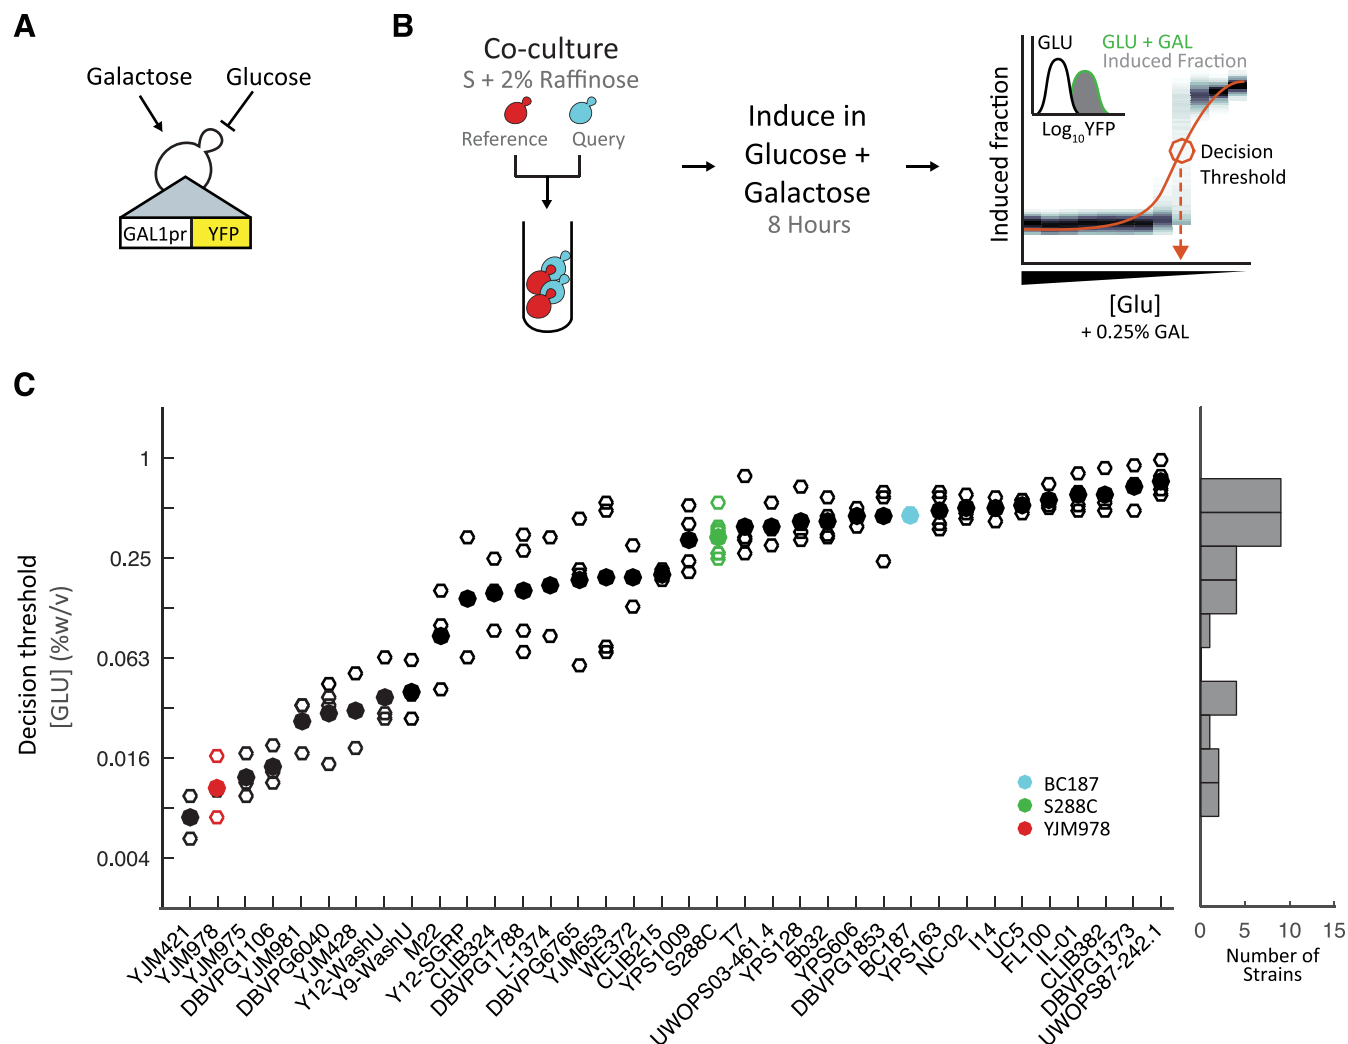 A
Galactose
Glucose
GAL1pr
YFP
B
Co-culture
S + 2% Raffinose
Reference
Query
Induce in
Glucose +
Galactose
8 Hours
Induced fraction
GLU
GLU + GAL
Induced Fraction
Log10YFP
Decision
Threshold
[Glu]
+ 0.25% GAL
C
Decision threshold
[GLU] (%w/v)
1
0.25
0.063
0.016
0.004
BC187
S288C
YJM978
YJM421
YJM978
YJM975
DBVPG1106
YJM981
DBVPG6040
YJM428
Y12-WashU
Y9-WashU
M22
Y12-SGRP
CLIB324
DBVPG1788
L-1374
DBVPG6765
YJM653
WE372
CLIB215
YPS1009
S288C
T7
UWOPS03-461.4
YPS128
Bb32
YPS606
DBVPG1853
BC187
YPS163
NC-02
I14
UC5
FL100
IL-01
CLIB382
DBVPG1373
UWOPS87-242.1
0 5 10 15
Number of
Strains